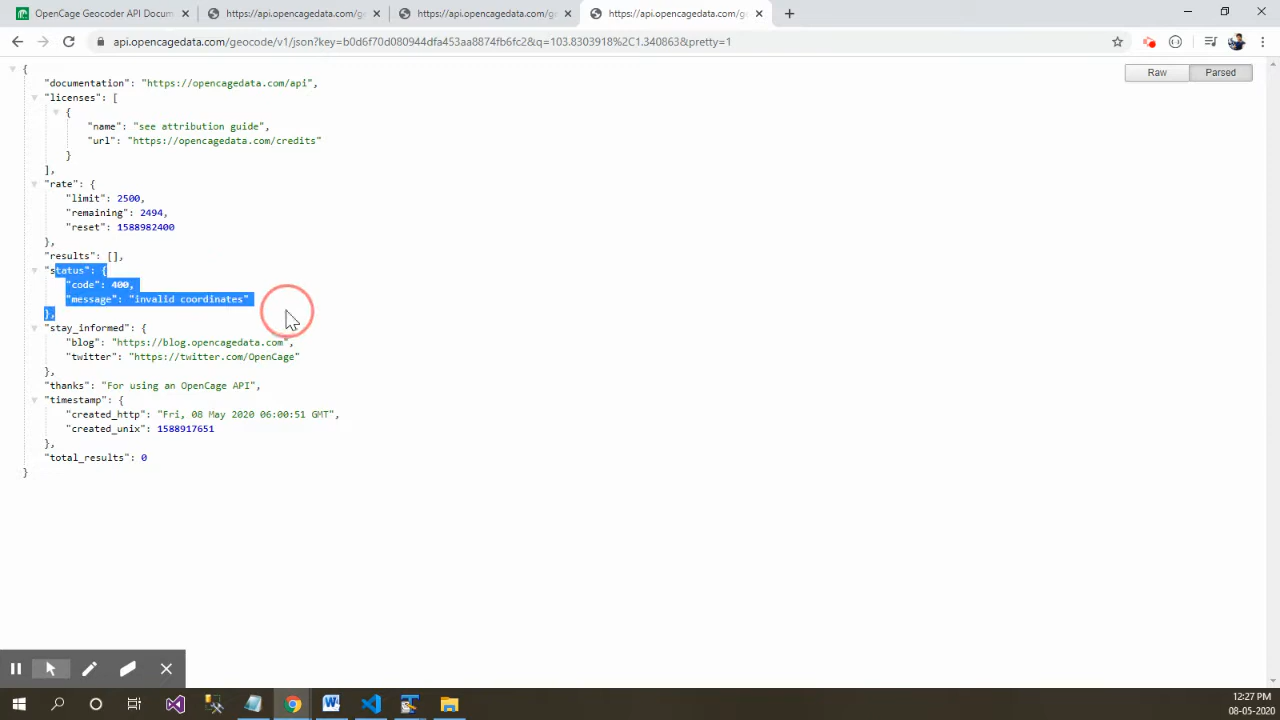 OpenCage Geocoder API Docum
https://api.opencagedata.com/ge
https://api.opencagedata.com/ge
https://api.opencagedata.com/ge
api.opencagedata.com/geocode/v1/json?key=b0d6f70d080944dfa453aa8874fb6fc2&q=103.8303918%2C1.340863&pretty=1
Raw
Parsed
{
"documentation": "https://opencagedata.com/api",
"licenses": [
{
"name": "see attribution guide",
"url": "https://opencagedata.com/credits"
}
],
"rate": {
"limit": 2500,
"remaining": 2494,
"reset": 1588982400
},
"results": [],
"status": {
"code": 400,
"message": "invalid coordinates"
},
"stay_informed": {
"blog": "https://blog.opencagedata.com",
"twitter": "https://twitter.com/OpenCage"
},
"thanks": "For using an OpenCage API",
"timestamp": {
"created_http": "Fri, 08 May 2020 06:00:51 GMT",
"created_unix": 1588917651
},
"total_results": 0
}
12:27 PM
08-05-2020